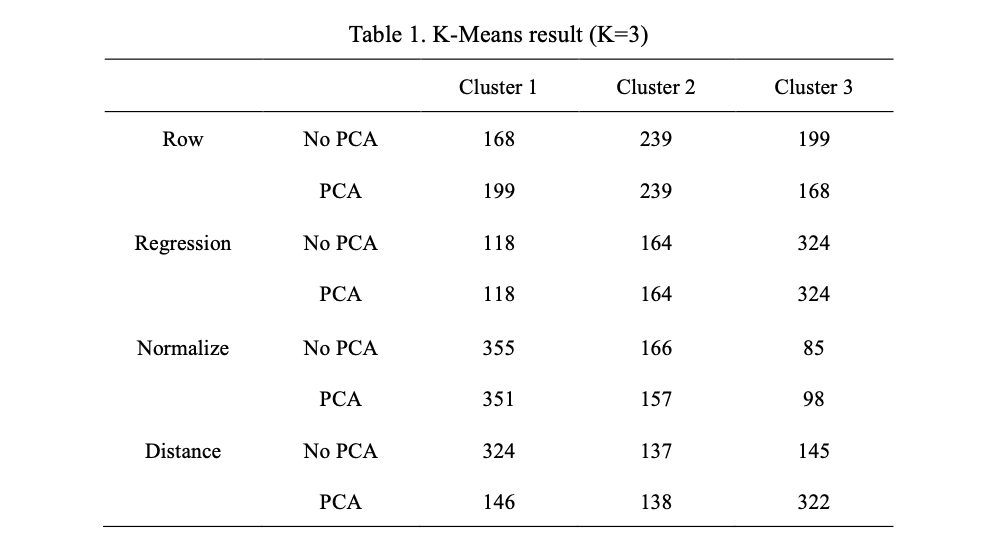 Table 1. K-Means result (K=3)
Cluster 1 Cluster 2 Cluster 3
Row No PCA 168 239 199
PCA 199 239 168
Regression No PCA 118 164 324
PCA 118 164 324
Normalize No PCA 355 166 85
PCA 351 157 98
Distance No PCA 324 137 145
PCA 146 138 322